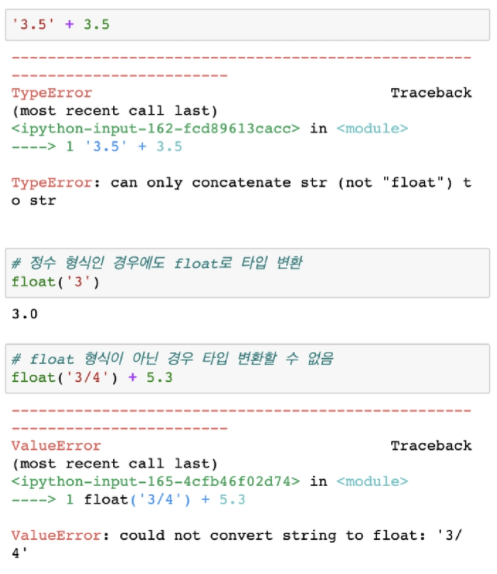 '3.5' + 3.5
---------------------------------------------------
------------------------
TypeError Traceback
(most recent call last)
<ipython-input-162-fcd89613cacc> in <module>
----> 1 '3.5' + 3.5
TypeError: can only concatenate str (not "float") t
o str
# 정수 형식인 경우에도 float로 타입 변환
float('3')
3.0
# float 형식이 아닌 경우 타입 변환할 수 없음
float('3/4') + 5.3
---------------------------------------------------
------------------------
ValueError Traceback
(most recent call last)
<ipython-input-165-4cfb46f02d74> in <module>
----> 1 float('3/4') + 5.3
ValueError: could not convert string to float: '3/
4'